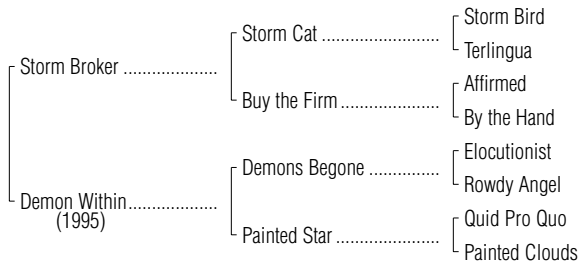 Storm Bird
Storm Cat ........................
Terlingua
Storm Broker ....................
Affirmed
Buy the Firm .....................
By the Hand
Elocutionist
Demons Begone ...............
Rowdy Angel
Demon Within...................
(1995)
Quid Pro Quo
Painted Star ......................
Painted Clouds